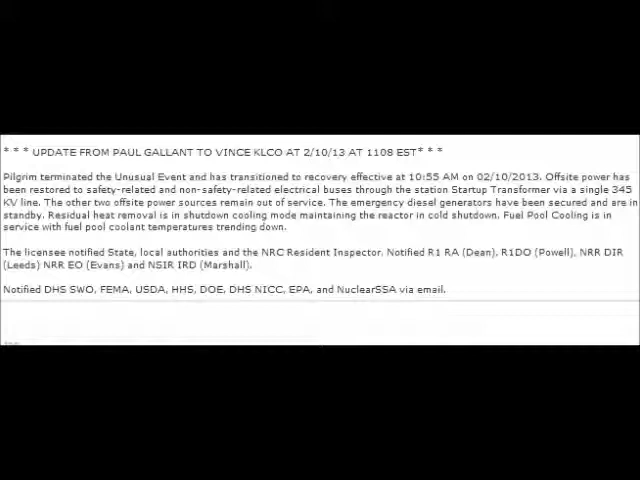 * * * UPDATE FROM PAUL GALLANT TO VINCE KLCO AT 2/10/13 AT 1108 EST* * *
Pilgrim terminated the Unusual Event and has transitioned to recovery effective at 10:55 AM on 02/10/2013. Offsite power has
been restored to safety-related and non-safety-related electrical buses through the station Startup Transformer via a single 345
KV line. The other two offsite power sources remain out of service. The emergency diesel generators have been secured and are in
standby. Residual heat removal is in shutdown cooling mode maintaining the reactor in cold shutdown. Fuel Pool Cooling is in
service with fuel pool coolant temperatures trending down.
The licensee notified State, local authorities and the NRC Resident Inspector. Notified R1 RA (Dean), R1DO (Powell), NRR DIR
(Leeds) NRR EO (Evans) and NSIR IRD (Marshall).
Notified DHS SWO, FEMA, USDA, HHS, DOE, DHS NICC, EPA, and NuclearSSA via email.